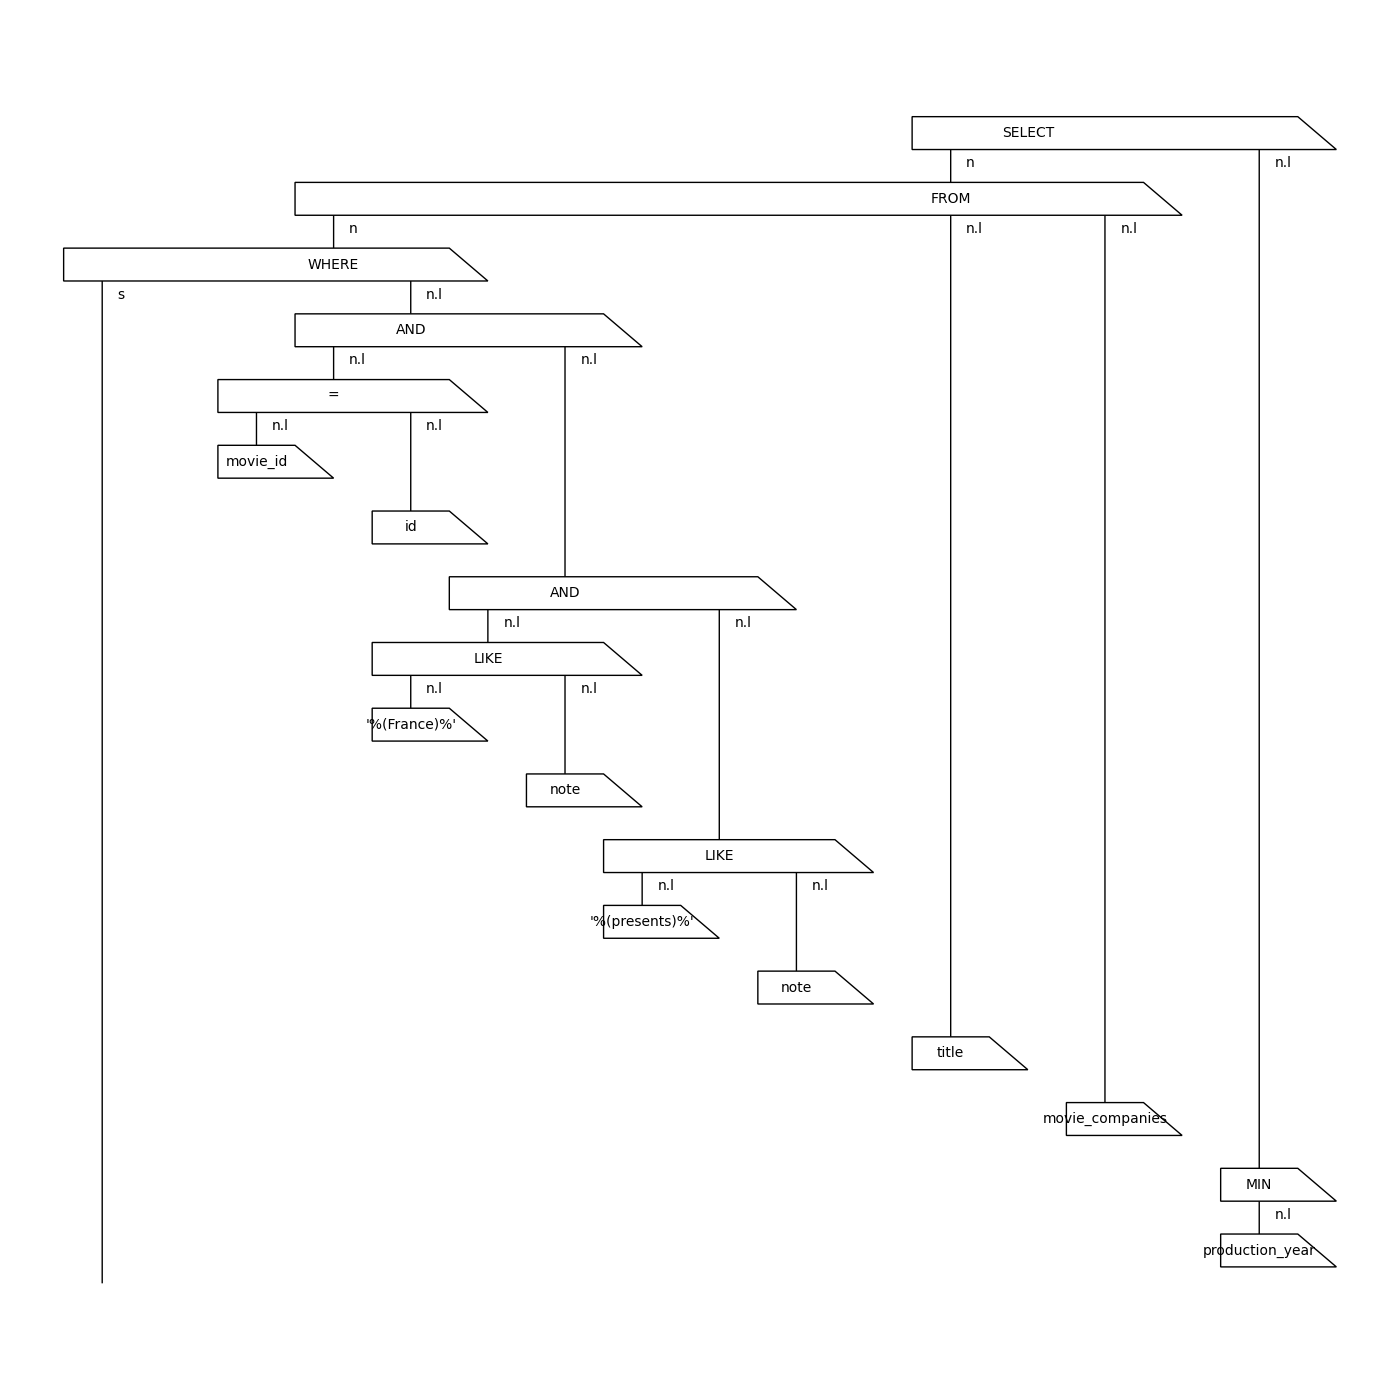 SELECT
n n.l
FROM
n n.l n.l
WHERE
s n.l
AND
n.l n.l
=
n.l n.l
movie_id
id
AND
n.l n.l
LIKE
n.l n.l
'%(France)%'
note
LIKE
n.l n.l
'%(presents)%'
note
title
movie_companies
MIN
n.l
production_year